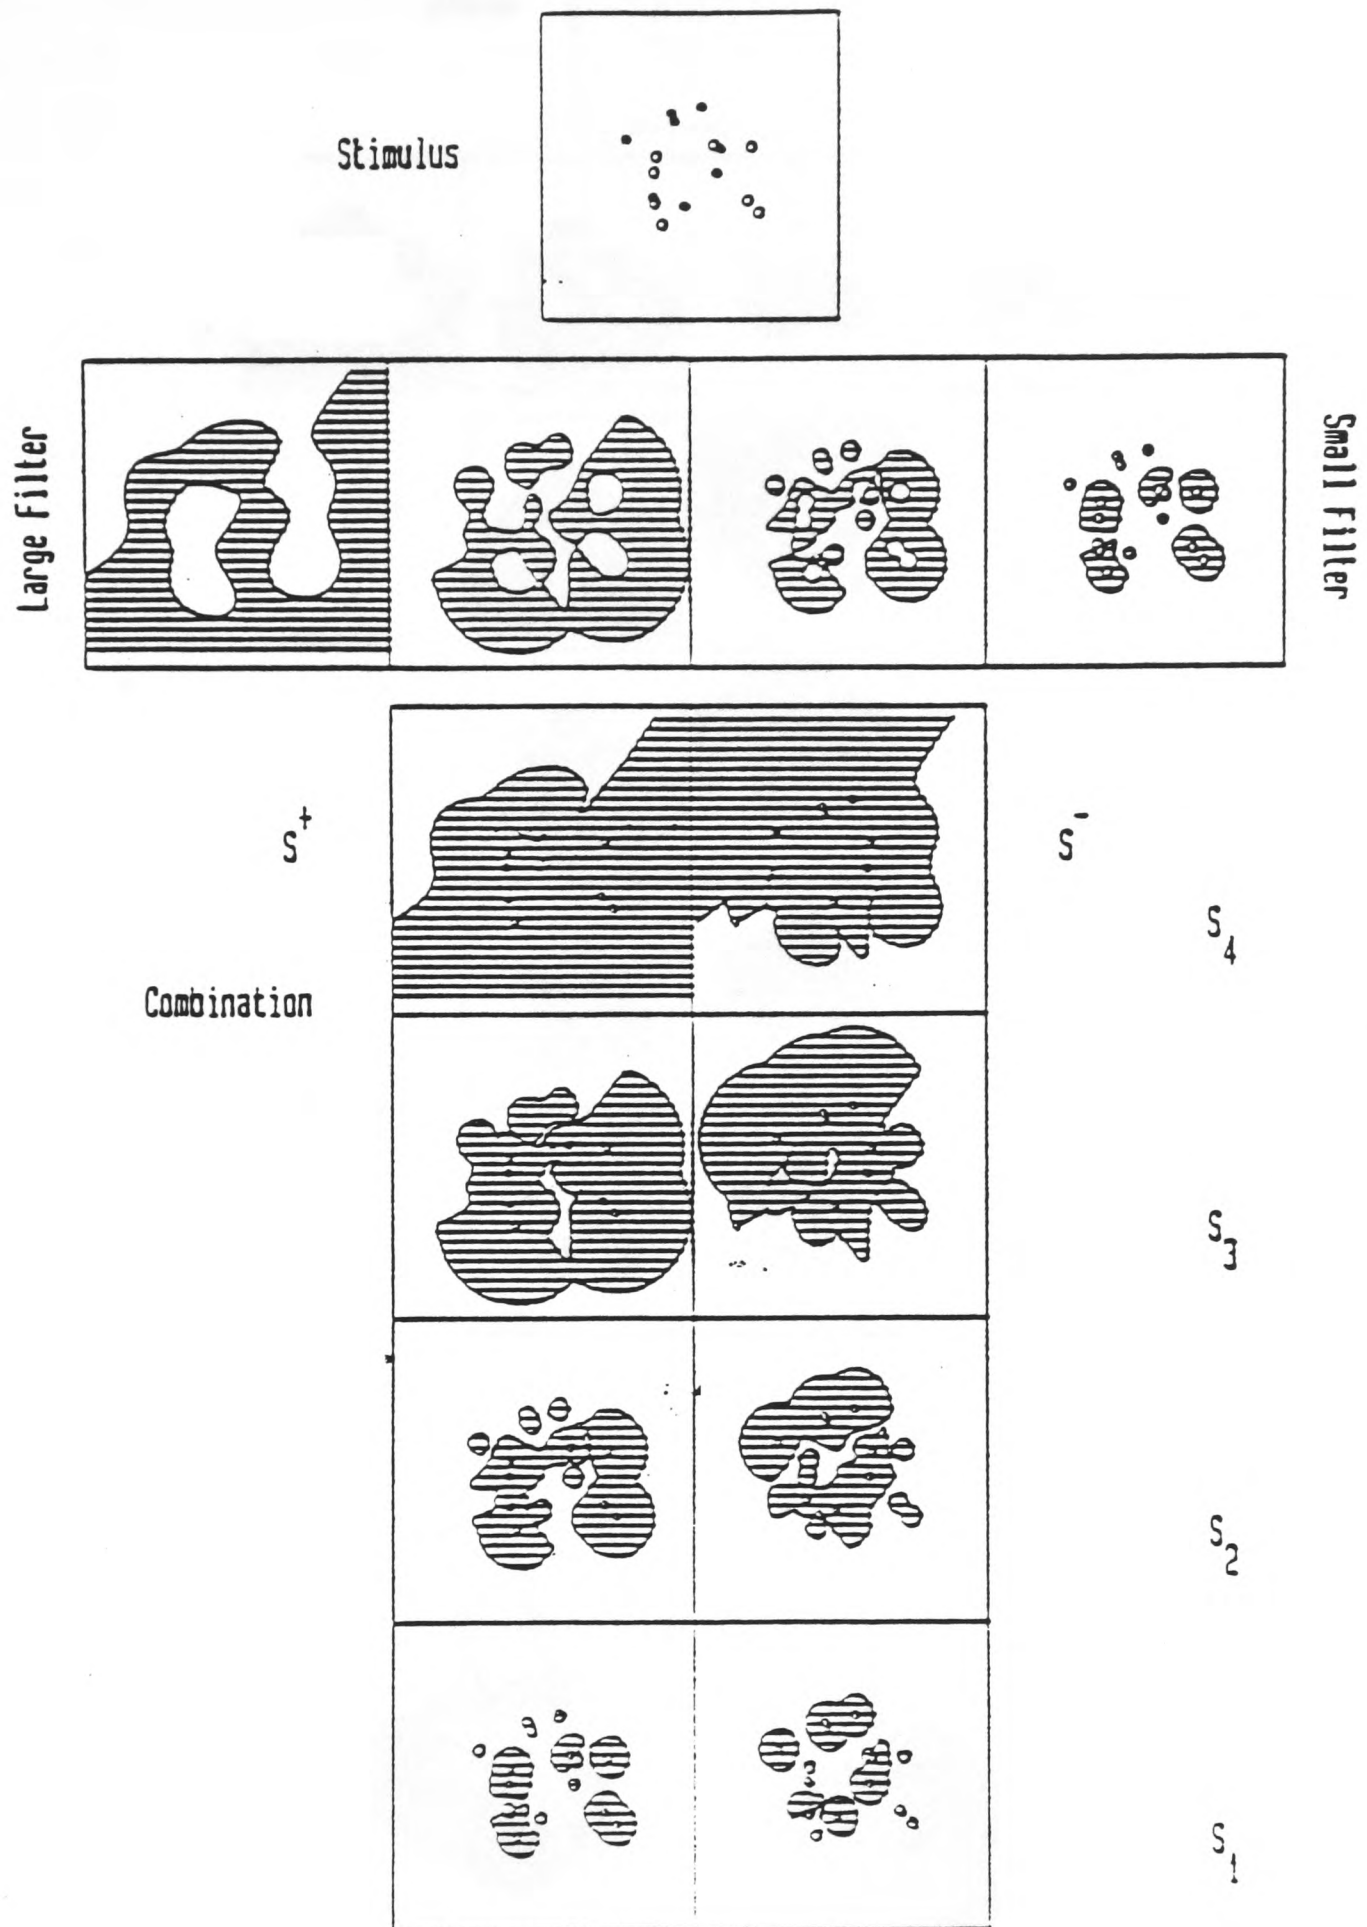 Stimulus
Large Filter
Small Filter
S+
S-
S4
Combination
S3
S2
S1